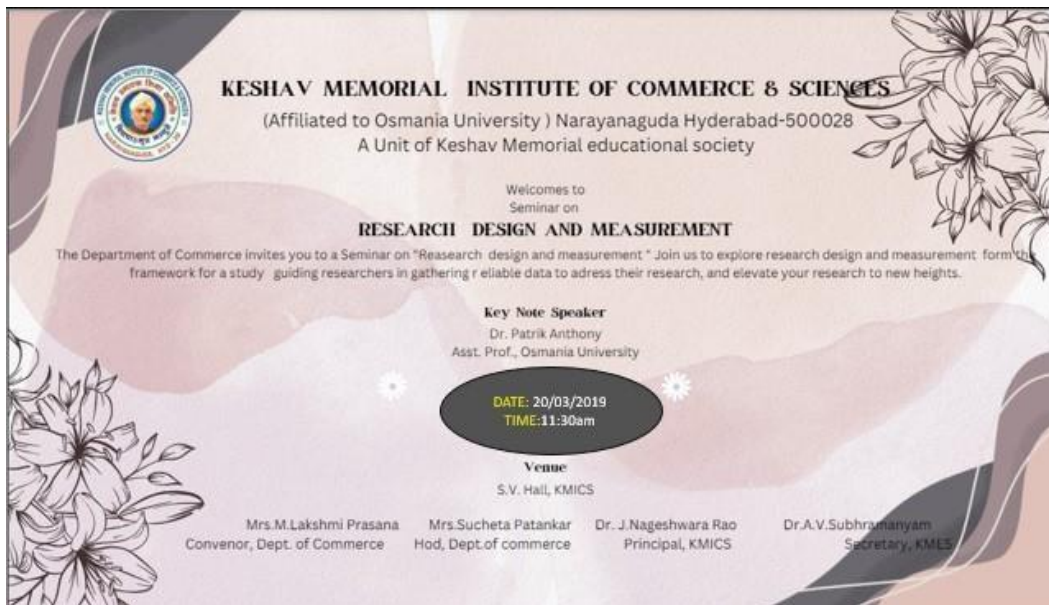 KESHAV MEMORIAL INSTITUTE OF COMMERCE & SCIENCES
(Affiliated to Osmania University ) Narayanaguda Hyderabad-500028
A Unit of Keshav Memorial educational society
Welcomes to
Seminar on
RESEARCH DESIGN AND MEASUREMENT
The Department of Commerce invites you to a Seminar on "Reasearch design and measurement " Join us to explore research design and measurement form the
framework for a study guiding researchers in gathering r eliable data to adress their research, and elevate your research to new heights.
Key Note Speaker
Dr. Patrik Anthony
Asst. Prof., Osmania University
DATE: 20/03/2019
TIME:11:30am
Venue
S.V. Hall, KMICS
Mrs.M.Lakshmi Prasana Mrs.Sucheta Patankar Dr. J.Nageshwara Rao Dr.A.V.Subhramanyam
Convenor, Dept. of Commerce Hod, Dept.of commerce Principal, KMICS Secretary, KMES